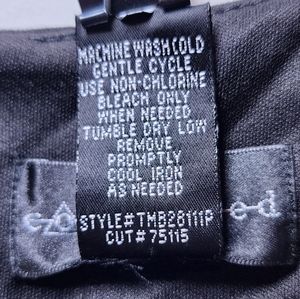 MACHINE WASH COLD
GENTLE CYCLE
USE NON-CHLORINE
BLEACH ONLY
WHEN NEEDED
TUMBLE DRY LOW
REMOVE
PROMPTLY
COOL IRON
AS NEEDED
STYLE#TMB28111P
CUT#75115